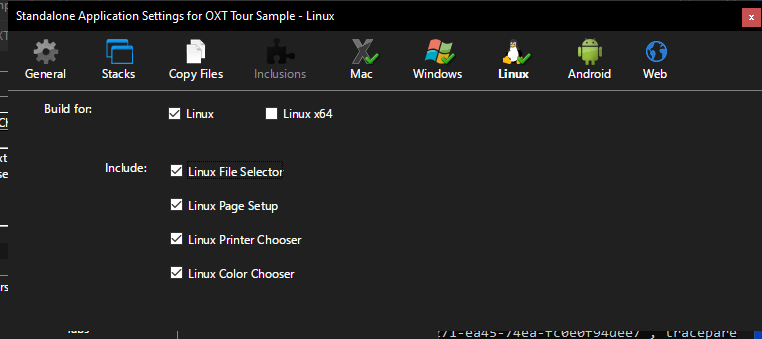 Standalone Application Settings for OXT Tour Sample - Linux
x
General Stacks Copy Files Inclusions Mac Windows Linux Android Web
Build for: Linux Linux x64
Include: Linux File Selector
Linux Page Setup
Linux Printer Chooser
Linux Color Chooser